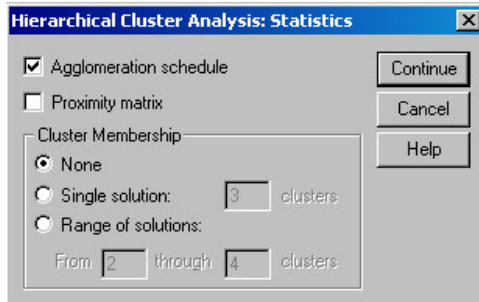 Hierarchical Cluster Analysis: Statistics
Agglomeration schedule
Continue
Proximity matrix
Cancel
Cluster Membership
Help
None
Single solution: 3 clusters
Range of solutions:
From 2 through 4 clusters